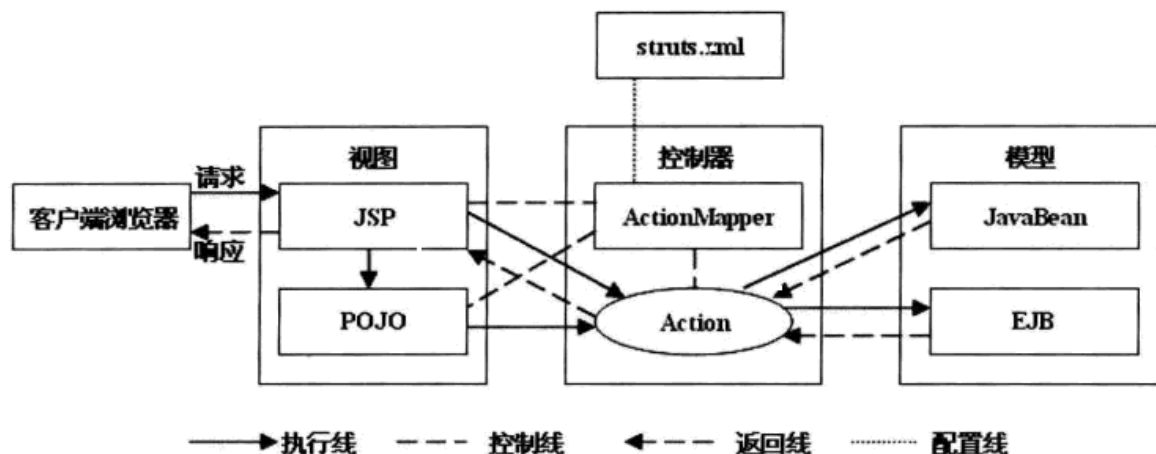 struts.xml
视图
控制器
模型
请求
客户端浏览器
响应
JSP
ActionMapper
JavaBean
POJO
Action
EJB
执行线
控制线
返回线
配置线